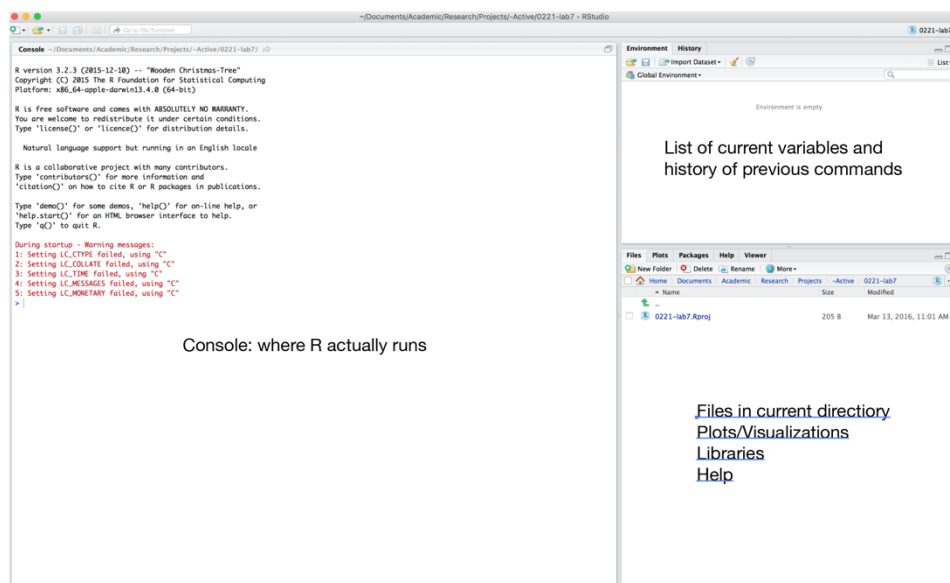 ~/Documents/Academic/Research/Projects/-Active/0221-lab7 - RStudio
Go to file/function
0221-lab7
Console ~/Documents/Academic/Research/Projects/-Active/0221-lab7/
R version 3.2.3 (2015-12-10) -- "Wooden Christmas-Tree"
Copyright (C) 2015 The R Foundation for Statistical Computing
Platform: x86_64-apple-darwin13.4.0 (64-bit)
R is free software and comes with ABSOLUTELY NO WARRANTY.
You are welcome to redistribute it under certain conditions.
Type 'license()' or 'licence()' for distribution details.
Natural language support but running in an English locale
R is a collaborative project with many contributors.
Type 'contributors()' for more information and
'citation()' on how to cite R or R packages in publications.
Type 'demo()' for some demos, 'help()' for on-line help, or
'help.start()' for an HTML browser interface to help.
Type 'q()' to quit R.
During startup - Warning messages:
1: Setting LC_CTYPE failed, using "C"
2: Setting LC_COLLATE failed, using "C"
3: Setting LC_TIME failed, using "C"
4: Setting LC_MESSAGES failed, using "C"
5: Setting LC_MONETARY failed, using "C"
>
Console: where R actually runs
Environment History
Import Dataset List
Global Environment
Environment is empty
List of current variables and
history of previous commands
Files Plots Packages Help Viewer
New Folder Delete Rename More
Home Documents Academic Research Projects -Active 0221-lab7
Name Size Modified
..
0221-lab7.Rproj 205 B Mar 13, 2016, 11:01 AM
Files in current directiory
Plots/Visualizations
Libraries
Help